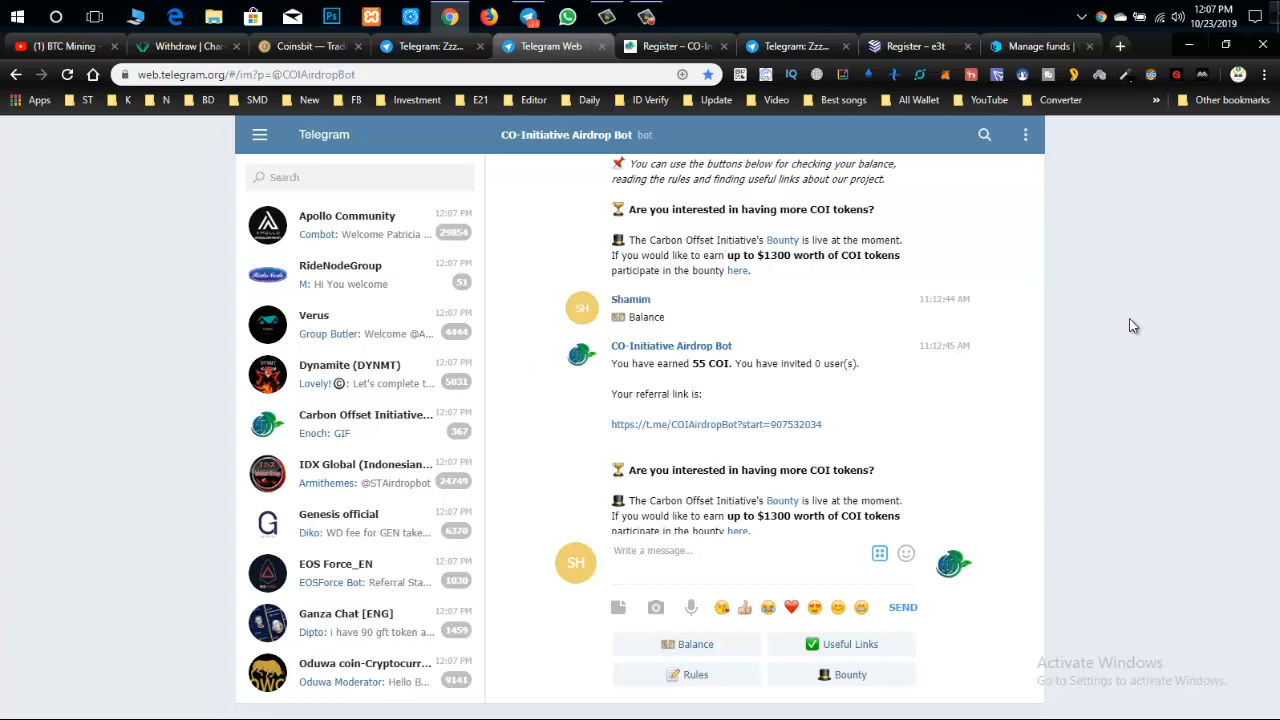 12:07 PM
10/23/2019
(1) BTC Mining -
Withdraw | Chan
Coinsbit — Trad
Telegram: Zzz...
Telegram Web
Register – CO-In
Telegram: Zzz...
Register – e3t
Manage funds |
web.telegram.org/#/im?p=@COIAirdropBot
Apps ST K N BD SMD New FB Investment E21 Editor Daily ID Verify Update Video Best songs All Wallet YouTube Converter » Other bookmarks
Telegram
CO-Initiative Airdrop Bot bot
Search
Apollo Community 12:07 PM
Combot: Welcome Patricia ... 29854
RideNodeGroup 12:07 PM
M: Hi You welcome 51
Verus 12:07 PM
Group Butler: Welcome @A... 4444
Dynamite (DYNMT) 12:07 PM
Lovely!©: Let's complete t... 5031
Carbon Offset Initiative... 12:07 PM
Enoch: GIF 367
IDX Global (Indonesian... 12:07 PM
Armithemes: @STAirdropbot 24749
Genesis official 12:07 PM
Diko: WD fee for GEN take... 6370
EOS Force_EN 12:07 PM
EOSForce Bot: Referral Sta... 1030
Ganza Chat [ENG] 12:07 PM
Dipto: i have 90 gft token a... 1459
Oduwa coin-Cryptocurr... 12:07 PM
Oduwa Moderator: Hello B... 9141
You can use the buttons below for checking your balance,
reading the rules and finding useful links about our project.
Are you interested in having more COI tokens?
The Carbon Offset Initiative's Bounty is live at the moment.
If you would like to earn up to $1300 worth of COI tokens
participate in the bounty here.
SH
Shamim 11:12:44 AM
Balance
CO-Initiative Airdrop Bot 11:12:45 AM
You have earned 55 COI. You have invited 0 user(s).
Your referral link is:
https://t.me/COIAirdropBot?start=907532034
Are you interested in having more COI tokens?
The Carbon Offset Initiative's Bounty is live at the moment.
If you would like to earn up to $1300 worth of COI tokens
participate in the bounty here.
SH
Write a message...
SEND
Balance
Useful Links
Rules
Bounty
Activate Windows
Go to Settings to activate Windows.